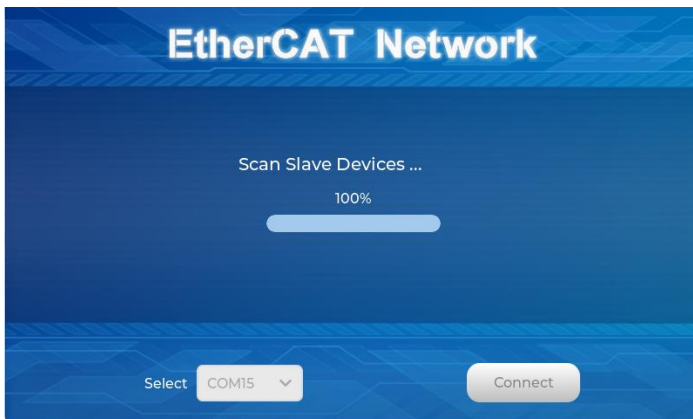 EtherCAT Network
Scan Slave Devices ...
100%
Select COM15 Connect